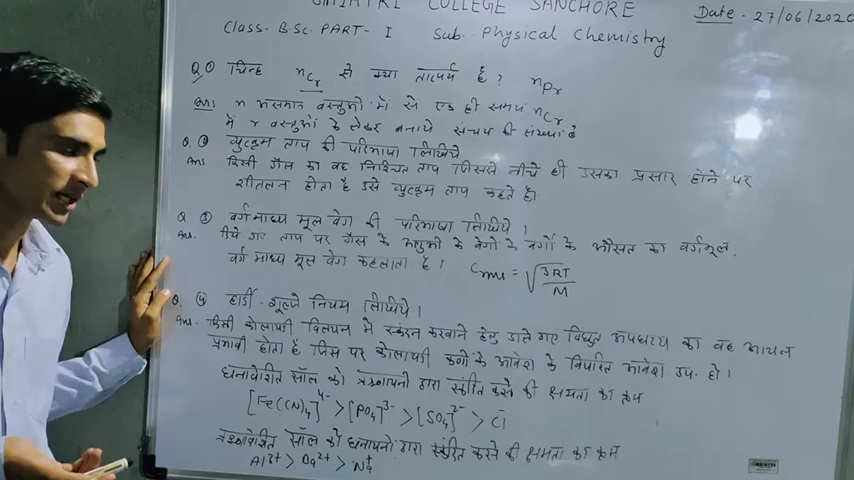 COLLEGE SANCHORE
Date - 27/06/2020
Class- B.Sc. PART - I Sub. Physical Chemistry
Q ① चिन्ह nCr से क्या तात्पर्य है ? nPr
Ans n असमान वस्तुओं में से एक ही समय nCr
में r वस्तुओं के लेकर बनाये संचय की संख्या है
Q. ② व्युत्क्रम ताप की परिभाषा लिखिये
Ans किसी गैस का वह निश्चित ताप जिससे नीचे ही उसका प्रसार होने पर
शीतलन होता है उसे व्युत्क्रम ताप कहते है।
Q ③ वर्ग माध्य मूल वेग की परिभाषा लिखिये।
Ans. दिये गए ताप पर गैस के अणुओं के वेगों के वर्गों के औसत का वर्गमूल,
वर्ग माध्य मूल वेग कहलाता है। Crms = √3RT/M
Q. ④ हार्डी-शूल्जे नियम लिखिये।
Ans. किसी कोलाइडी विलयन में स्कंदन करवाने हेतु डाले गए विद्युत अपघट्य का वह आयन
प्रभावी होता है जिस पर कोलाइडी कणों के आवेश के विपरित आवेश उप. हो।
धनावेशित सॉल को ऋणायनो द्वारा स्कंदित करने की क्षमता का क्रम
[Fe(CN)6]4- > [PO4]3- > [SO4]2- > Cl-
ऋणावेशित सॉल को धनायनो द्वारा स्कंदित करने की क्षमता का क्रम
Al3+ > Ba2+ >